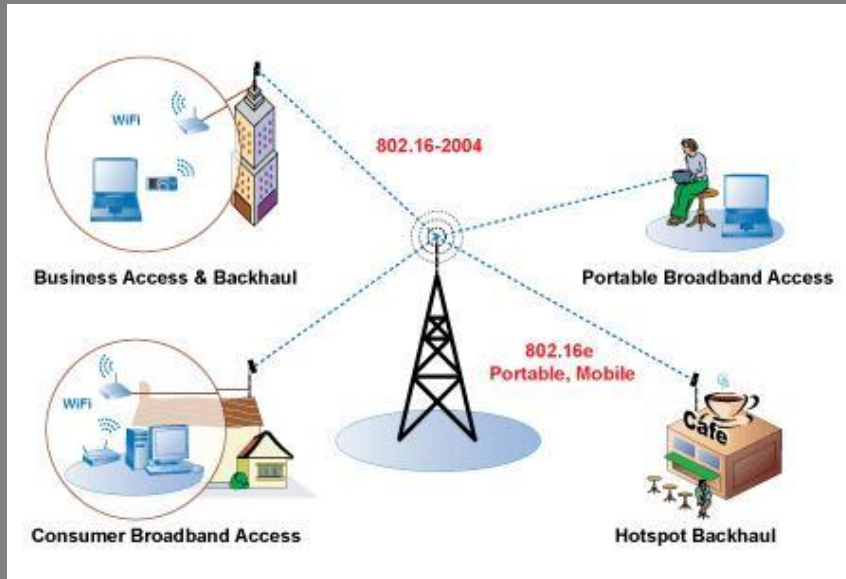 WiFi
802.16-2004
Business Access & Backhaul
Portable Broadband Access
802.16e
Portable, Mobile
WiFi
Cafe
Consumer Broadband Access
Hotspot Backhaul